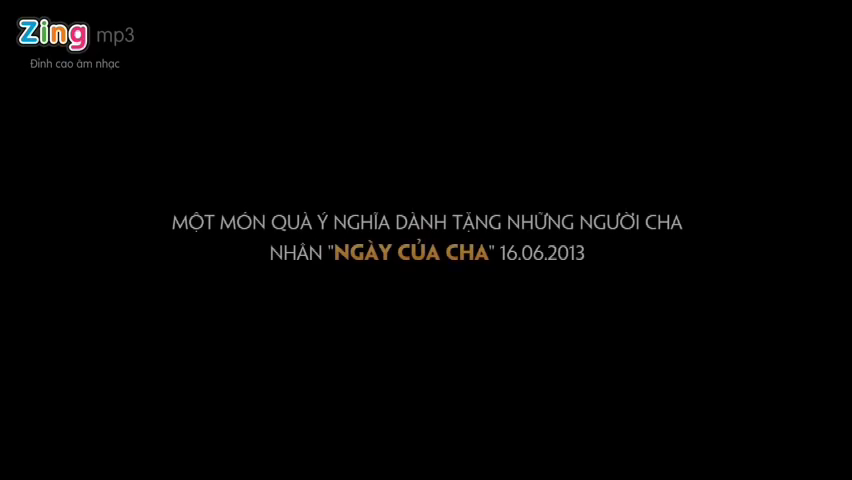 Zing mp3
Đỉnh cao âm nhạc
MỘT MÓN QUÀ Ý NGHĨA DÀNH TẶNG NHỮNG NGƯỜI CHA
NHÂN "NGÀY CỦA CHA" 16.06.2013